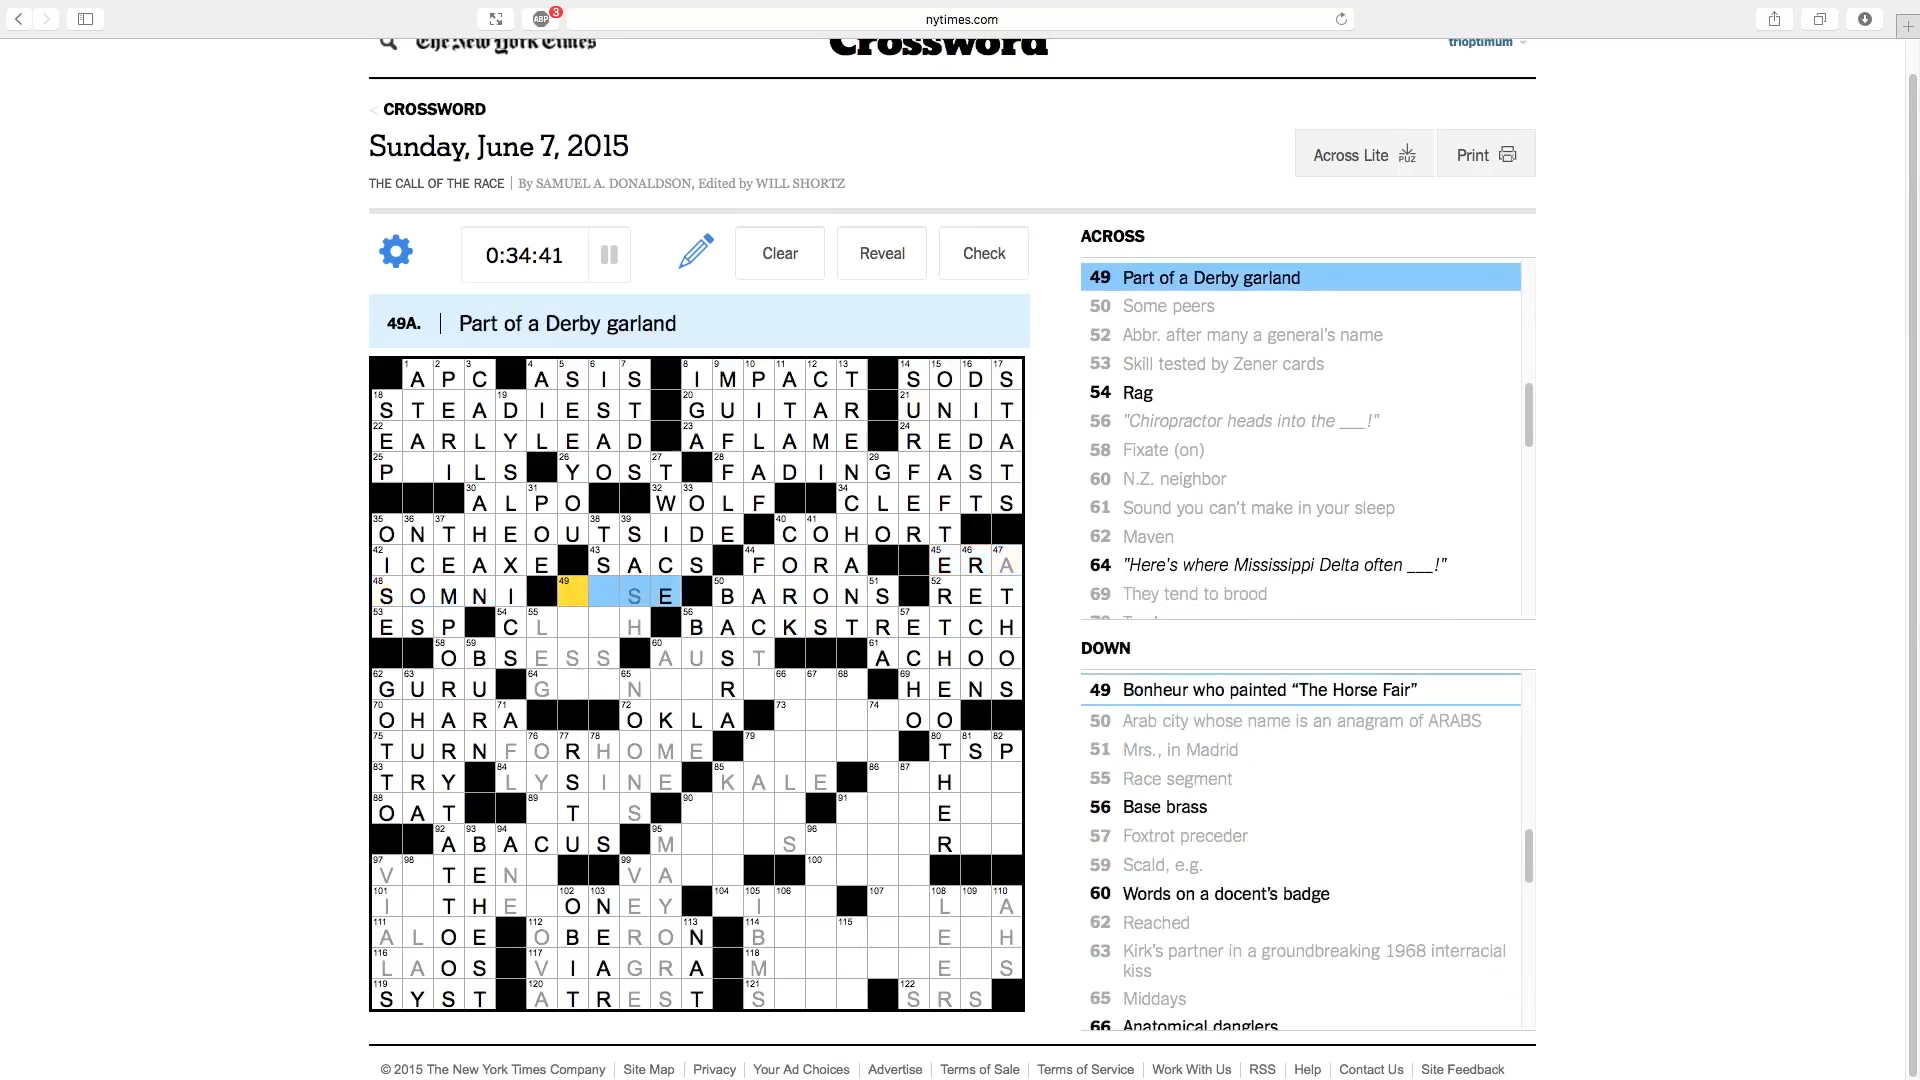 nytimes.com
ABP 3
The New York Times
Crossword
trioptimum
< CROSSWORD
Sunday, June 7, 2015
THE CALL OF THE RACE | By SAMUEL A. DONALDSON, Edited by WILL SHORTZ
Across Lite PUZ
Print
0:34:41
Clear
Reveal
Check
49A. | Part of a Derby garland
A P C A S I S I M P A C T S O D S
S T E A D I E S T G U I T A R U N I T
E A R L Y L E A D A F L A M E R E D A
P I L S Y O S T F A D I N G F A S T
A L P O W O L F C L E F T S
O N T H E O U T S I D E C O H O R T
I C E A X E S A C S F O R A E R A
S O M N I S E B A R O N S R E T
E S P C L H B A C K S T R E T C H
O B S E S S A U S T A C H O O
G U R U G N R H E N S
O H A R A O K L A O O
T U R N F O R H O M E T S P
T R Y L Y S I N E K A L E H
O A T T S E
A B A C U S M S R
V T E N V A
I T H E O N E Y I L A
A L O E O B E R O N B E H
L A O S V I A G R A M E S
S Y S T A T R E S T S S R S
ACROSS
49 Part of a Derby garland
50 Some peers
52 Abbr. after many a general's name
53 Skill tested by Zener cards
54 Rag
56 "Chiropractor heads into the ___!"
58 Fixate (on)
60 N.Z. neighbor
61 Sound you can't make in your sleep
62 Maven
64 "Here's where Mississippi Delta often ___!"
69 They tend to brood
DOWN
49 Bonheur who painted “The Horse Fair”
50 Arab city whose name is an anagram of ARABS
51 Mrs., in Madrid
55 Race segment
56 Base brass
57 Foxtrot preceder
59 Scald, e.g.
60 Words on a docent's badge
62 Reached
63 Kirk's partner in a groundbreaking 1968 interracial
kiss
65 Middays
66 Anatomical danglers
© 2015 The New York Times Company | Site Map | Privacy | Your Ad Choices | Advertise | Terms of Sale | Terms of Service | Work With Us | RSS | Help | Contact Us | Site Feedback